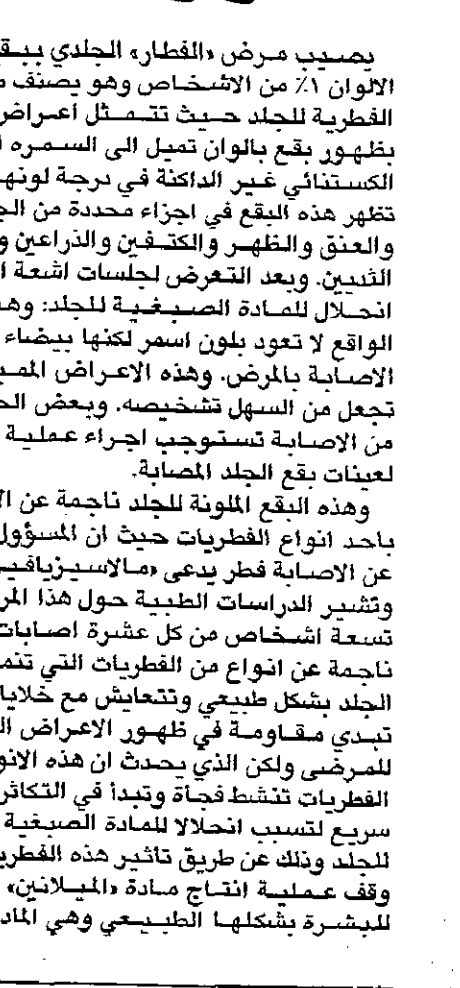 يصيب مرض «الفطار» الجلدي ببقع
الالوان ١٪ من الاشخاص وهو يصنف
الفطرية للجلد حيث تتمثل أعراض
بظهور بقع بالوان تميل الى السمره
الكستنائي غير الداكنة في درجة لونها
تظهر هذه البقع في اجزاء محددة من
والعنق والظهر والكتفين والذراعين و
الثديين. وبعد التعرض لجلسات اشعة
انحلال للمادة الصبغية للجلد: وهذ
الواقع لا تعود بلون اسمر لكنها بيضاء
الاصابة بالمرض. وهذه الاعراض
تجعل من السهل تشخيصه. وبعض
من الاصابة تستوجب اجراء عملية
لعينات بقع الجلد المصابة.
وهذه البقع الملونة للجلد ناجمة عن
باحد انواع الفطريات حيث ان المسؤول
عن الاصابة فطر يدعى «مالاسيزيافي
وتشير الدراسات الطبية حول هذا
تسعة اشخاص من كل عشرة اصابات
ناجمة عن انواع من الفطريات التي
الجلد بشكل طبيعي وتتعايش مع خلايا
تبدي مقاومة في ظهور الاعراض
للمرضى ولكن الذي يحدث ان هذه
الفطريات تنشط فجأة وتبدأ في التكاثر
سريع لتسبب انحلالا للمادة الصبغية
للجلد وذلك عن طريق تأثير هذه
وقف عملية انتاج مادة «الميلانين»
للبشرة بشكلها الطبيعي وهي